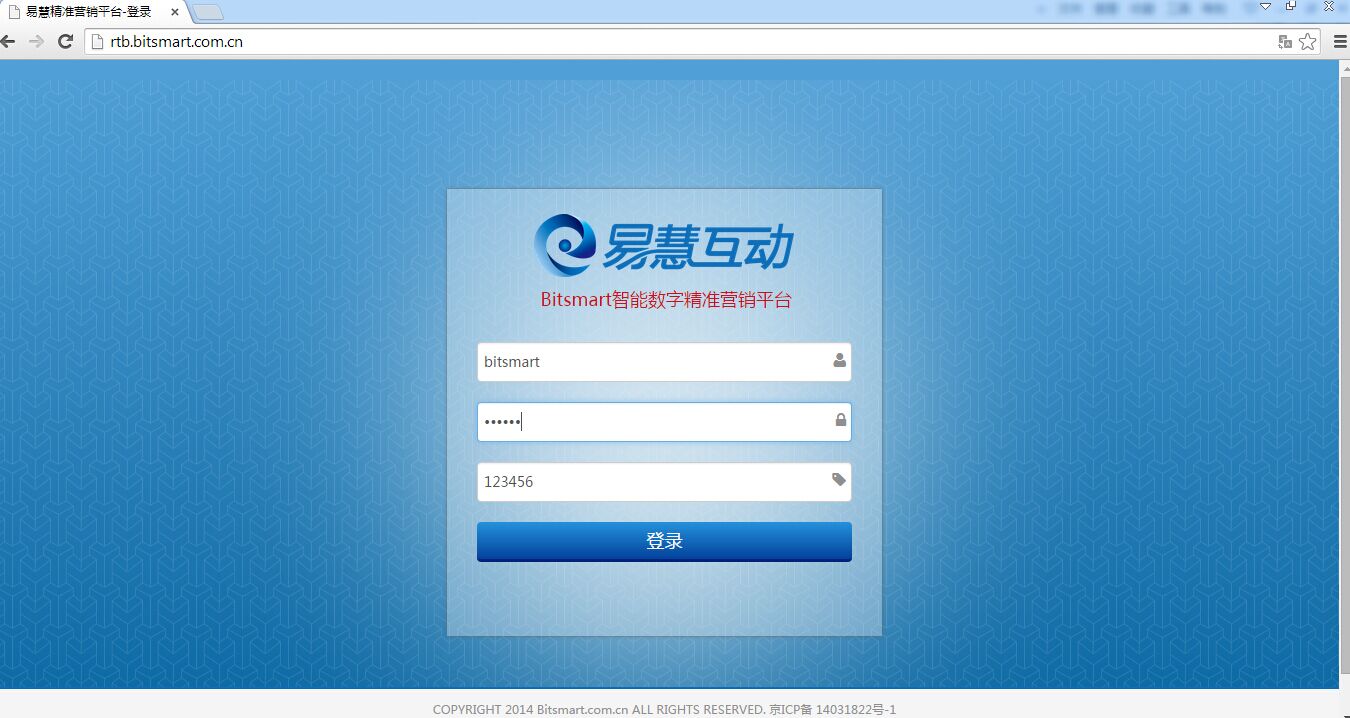 易慧精准营销平台-登录
rtb.bitsmart.com.cn
易慧互动
Bitsmart智能数字精准营销平台
bitsmart
••••••
123456
登录
COPYRIGHT 2014 Bitsmart.com.cn ALL RIGHTS RESERVED. 京ICP备 14031822号-1